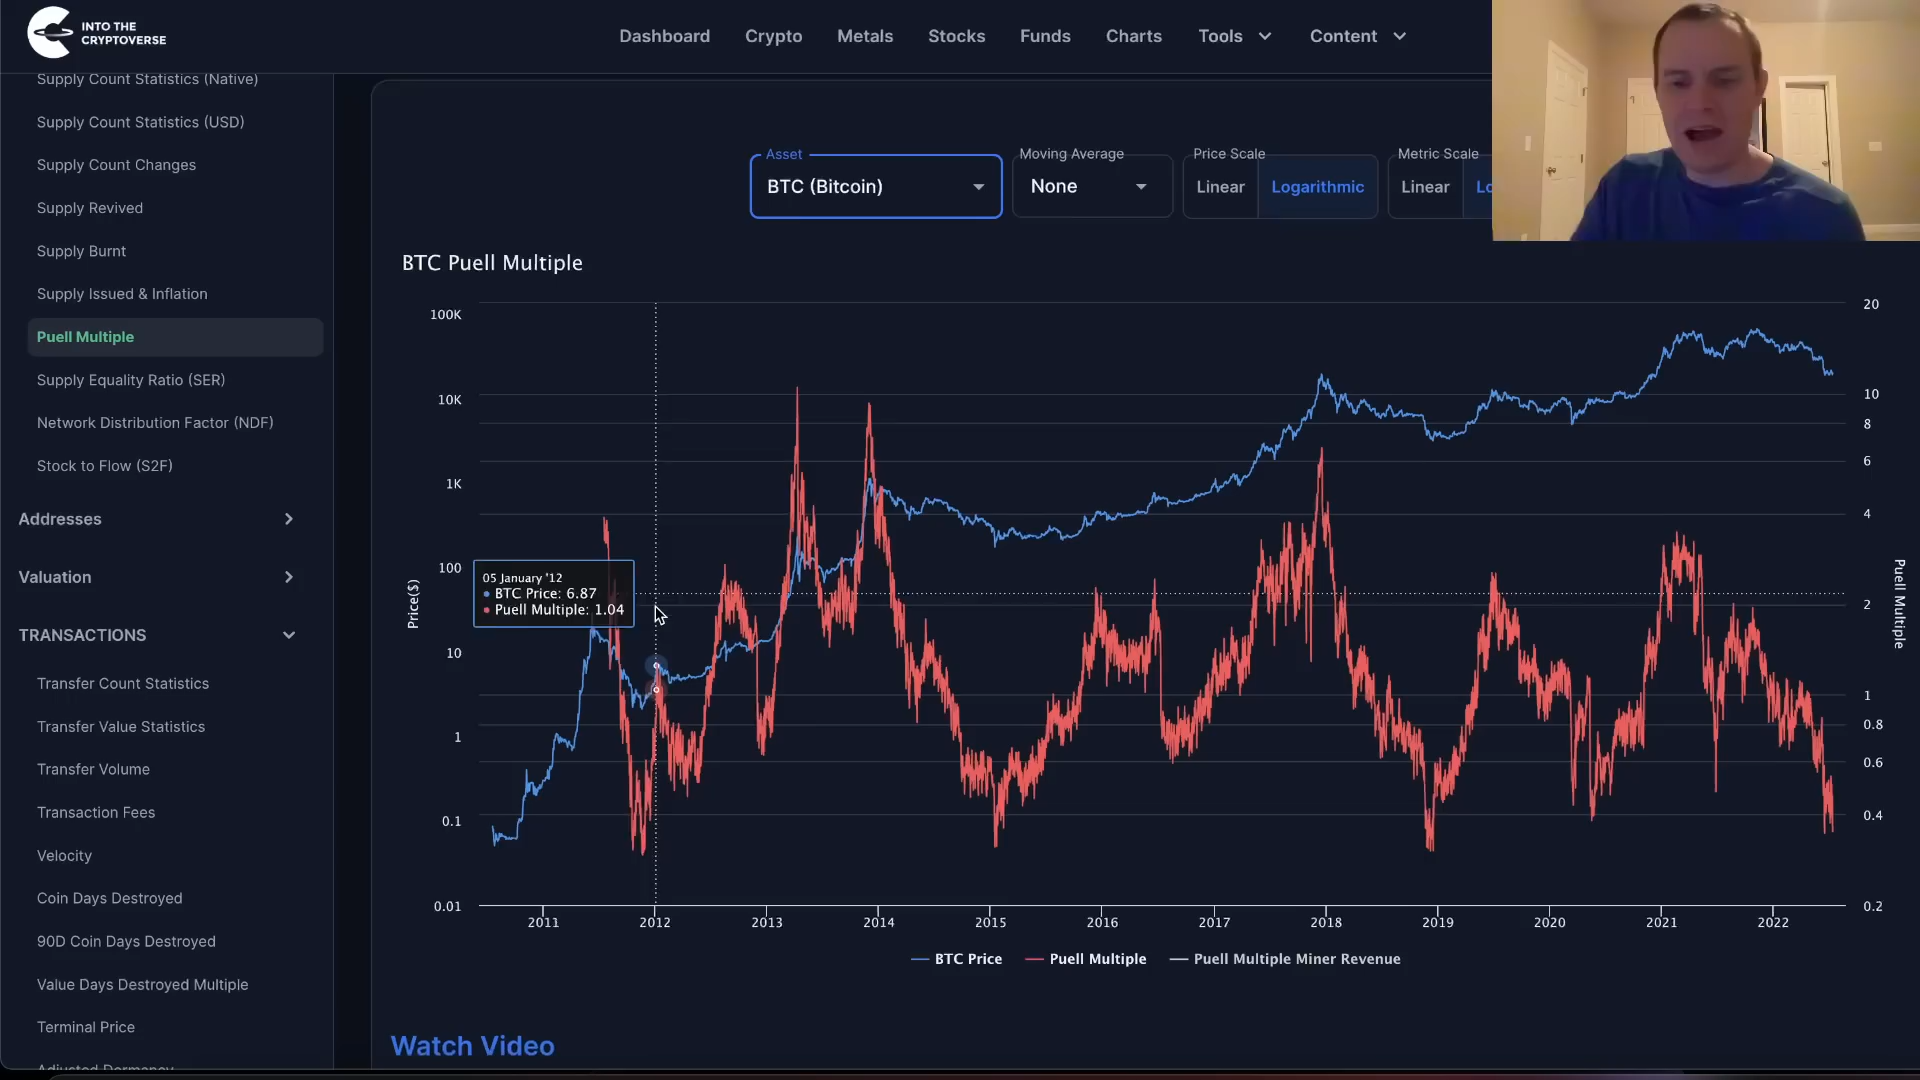 INTO THE
CRYPTOVERSE
Dashboard
Crypto
Metals
Stocks
Funds
Charts
Tools
Content
Supply Count Statistics (Native)
Supply Count Statistics (USD)
Supply Count Changes
Supply Revived
Supply Burnt
Supply Issued & Inflation
Puell Multiple
Supply Equality Ratio (SER)
Network Distribution Factor (NDF)
Stock to Flow (S2F)
Addresses
Valuation
TRANSACTIONS
Transfer Count Statistics
Transfer Value Statistics
Transfer Volume
Transaction Fees
Velocity
Coin Days Destroyed
90D Coin Days Destroyed
Value Days Destroyed Multiple
Terminal Price
Adjusted Dormancy
Asset
BTC (Bitcoin)
Moving Average
None
Price Scale
Linear
Logarithmic
Metric Scale
Linear
Lo
BTC Puell Multiple
100K
10K
1K
100
10
1
0.1
0.01
Price($)
05 January '12
BTC Price: 6.87
Puell Multiple: 1.04
20
10
8
6
4
2
1
0.8
0.6
0.4
0.2
Puell Multiple
2011
2012
2013
2014
2015
2016
2017
2018
2019
2020
2021
2022
BTC Price
Puell Multiple
Puell Multiple Miner Revenue
Watch Video